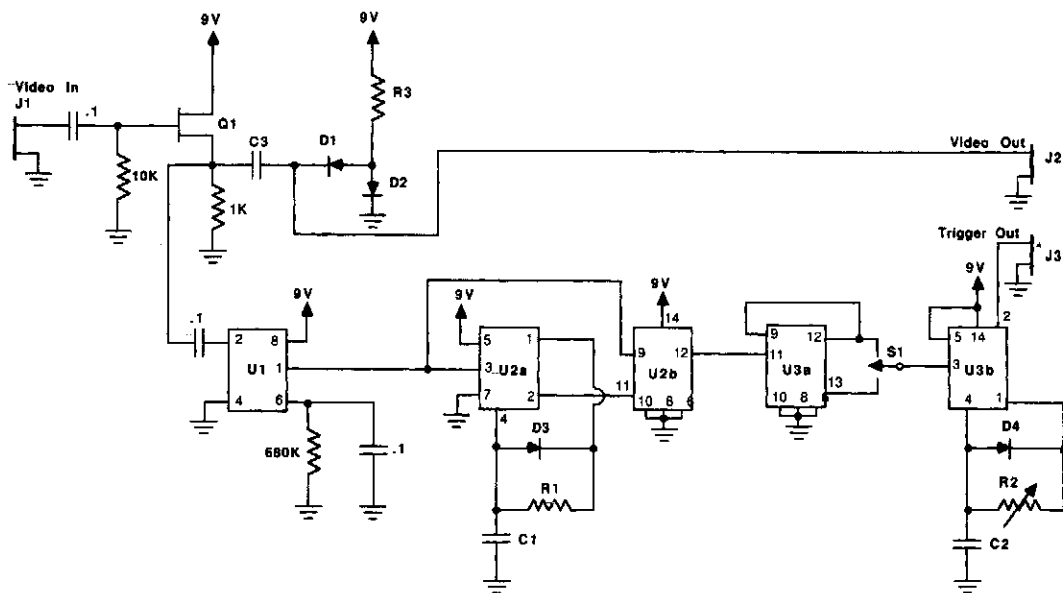 9V
9V
Video In
J1
.1
Q1
R3
C3
D1
D2
10K
1K
Video Out
J2
Trigger Out
J3
9V
.1
2
8
U1
1
4
6
680K
.1
9V
5
1
3
U2a
7
2
4
D3
R1
C1
9V
14
9
12
11
U2b
10
8
6
9
12
11
U3a
13
10
8
S1
9V
2
5
14
3
U3b
4
1
D4
R2
C2